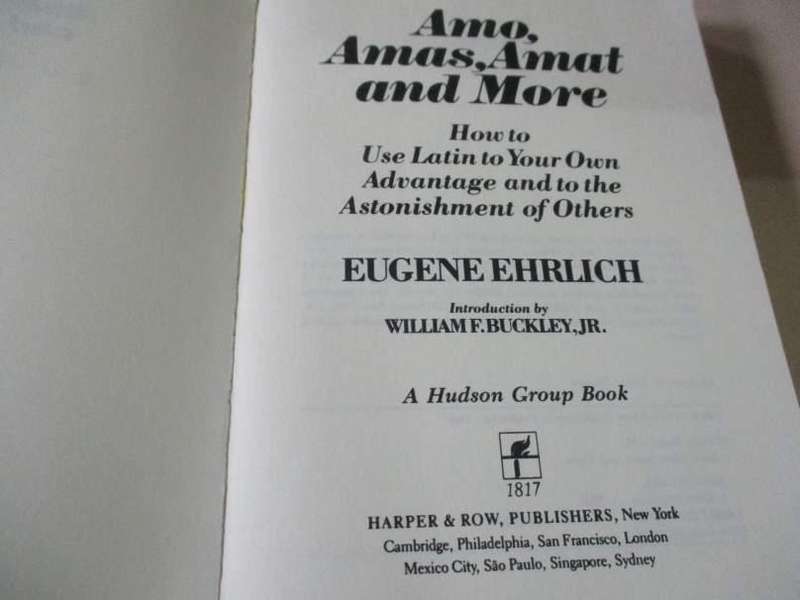 Amo,
Amas, Amat
and More
How to
Use Latin to Your Own
Advantage and to the
Astonishment of Others
EUGENE EHRLICH
Introduction by
WILLIAM F. BUCKLEY, JR.
A Hudson Group Book
1817
HARPER & ROW, PUBLISHERS, New York
Cambridge, Philadelphia, San Francisco, London
Mexico City, São Paulo, Singapore, Sydney